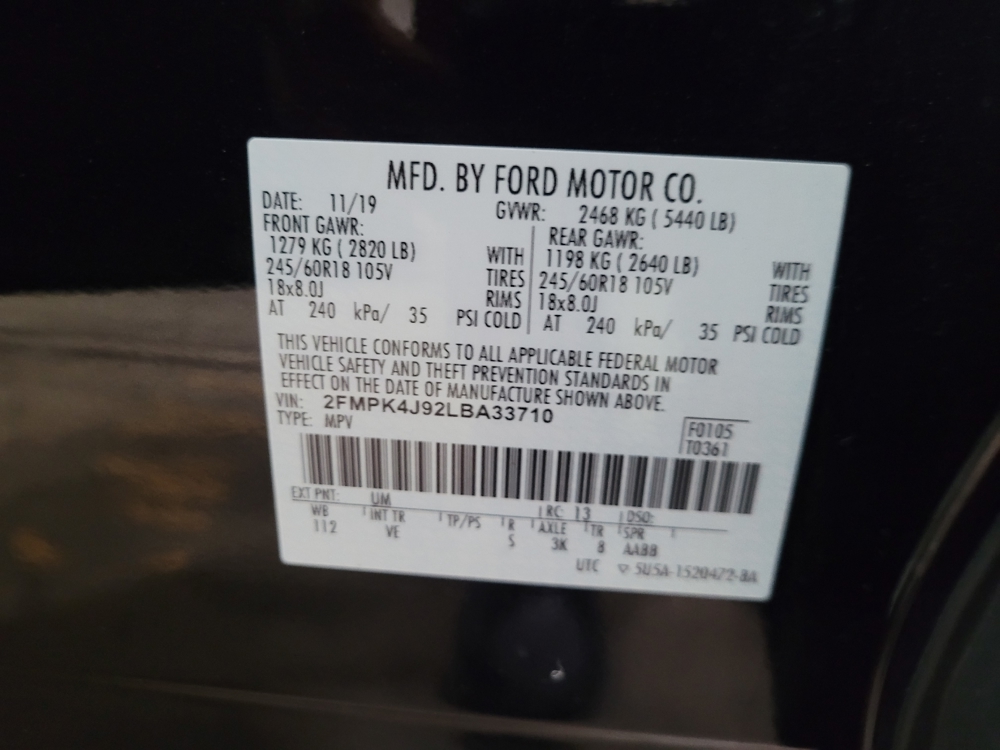 MFD. BY FORD MOTOR CO.
DATE: 11/19 GVWR: 2468 KG ( 5440 LB)
FRONT GAWR: REAR GAWR:
1279 KG ( 2820 LB) WITH 1198 KG ( 2640 LB) WITH
245/60R18 105V TIRES 245/60R18 105V TIRES
18x8.0J RIMS 18x8.0J RIMS
AT 240 kPa/ 35 PSI COLD AT 240 kPa/ 35 PSI COLD
THIS VEHICLE CONFORMS TO ALL APPLICABLE FEDERAL MOTOR
VEHICLE SAFETY AND THEFT PREVENTION STANDARDS IN
EFFECT ON THE DATE OF MANUFACTURE SHOWN ABOVE.
VIN: 2FMPK4J92LBA33710
TYPE: MPV
F0105
T0361
EXT PNT: UM RC: 13 DSO:
WB INT TR TP/PS R AXLE TR SPR
112 VE S 3K 8 AABB
UTC 5U5A-1520472-BA